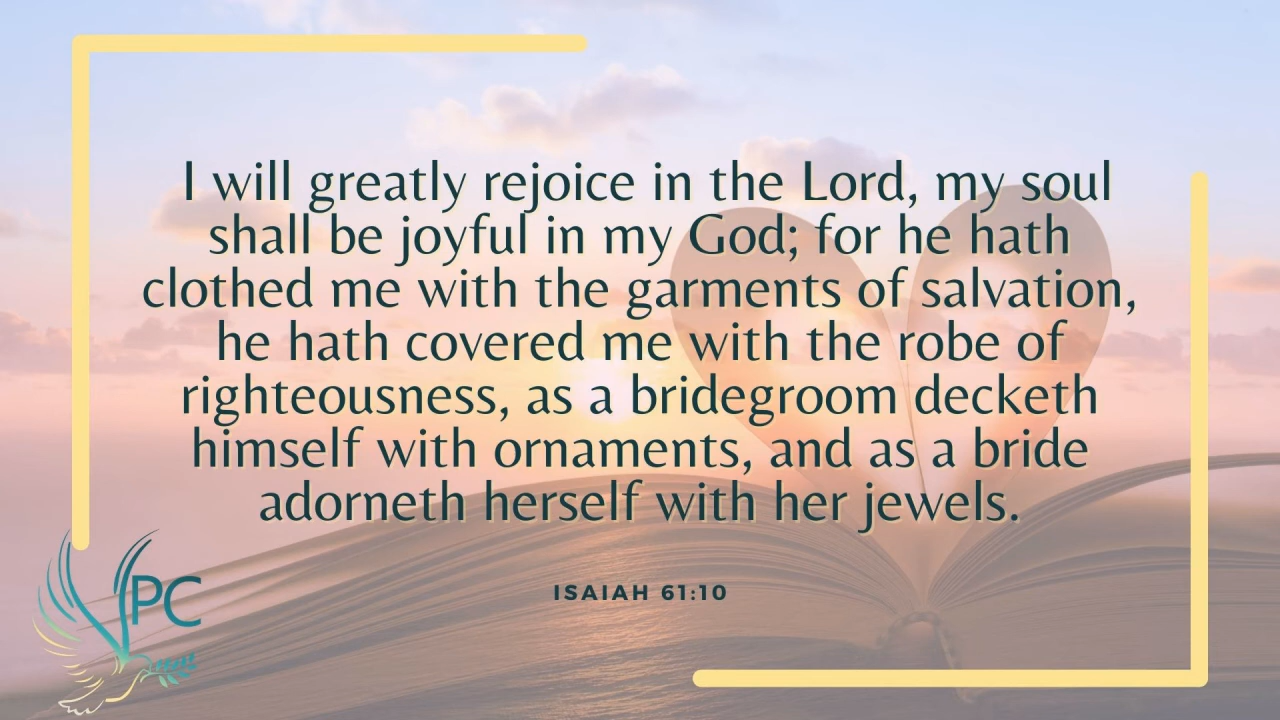 I will greatly rejoice in the Lord, my soul
shall be joyful in my God; for he hath
clothed me with the garments of salvation,
he hath covered me with the robe of
righteousness, as a bridegroom decketh
himself with ornaments, and as a bride
adorneth herself with her jewels.
ISAIAH 61:10
VPC